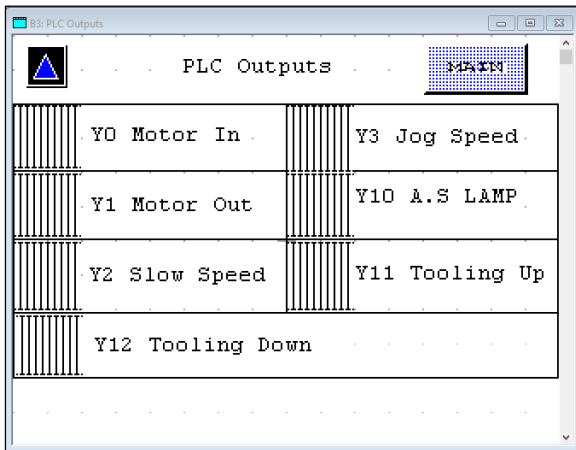 B3: PLC Outputs
PLC Outputs
MAIN
Y0 Motor In
Y3 Jog Speed
Y1 Motor Out
Y10 A.S LAMP
Y2 Slow Speed
Y11 Tooling Up
Y12 Tooling Down